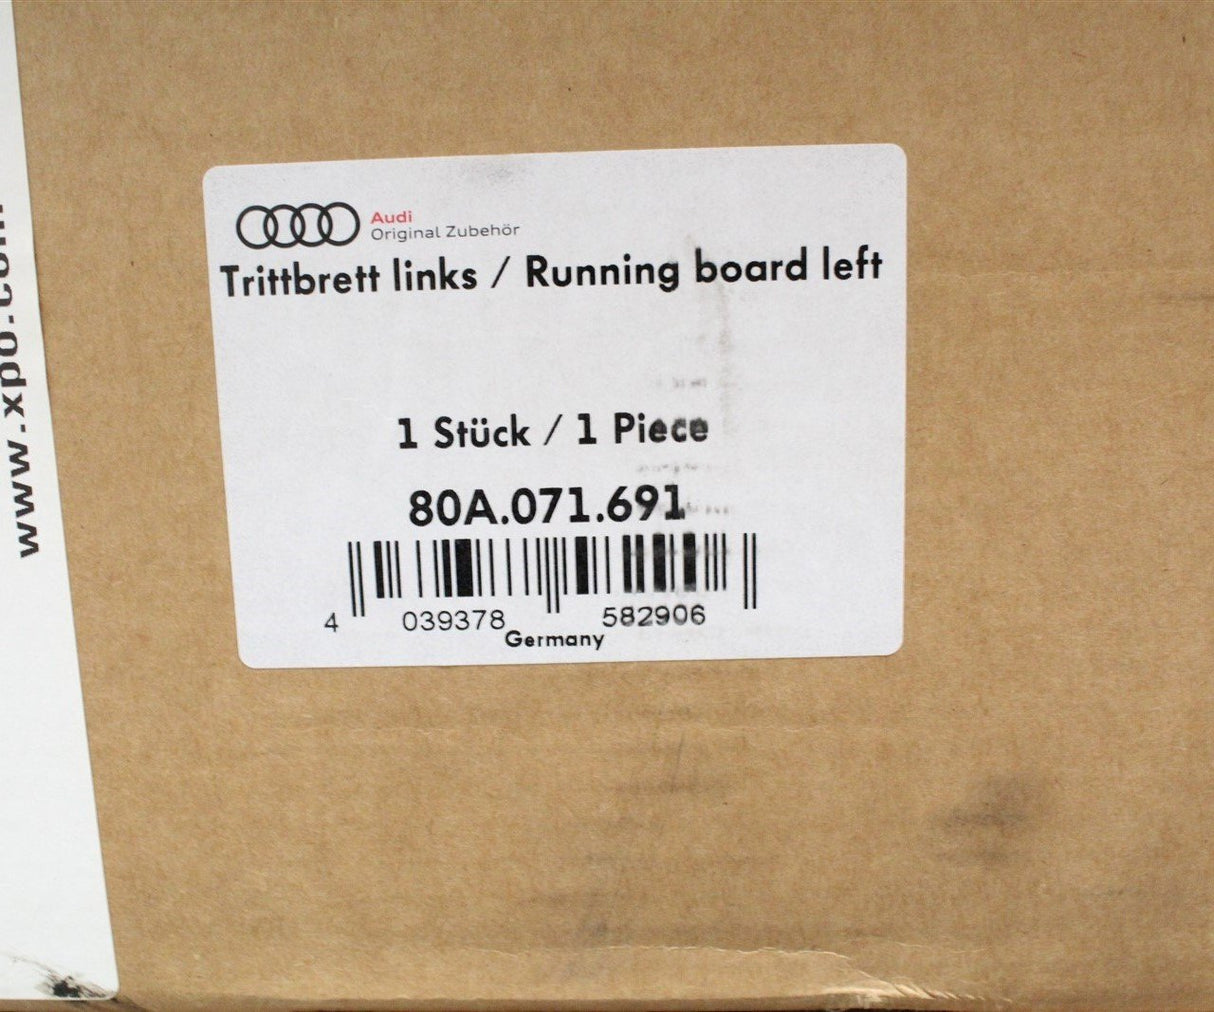 Audi
Original Zubehör
Trittbrett links / Running board left
1 Stück / 1 Piece
80A.071.691
4 039378 582906
Germany
www.xpo.com